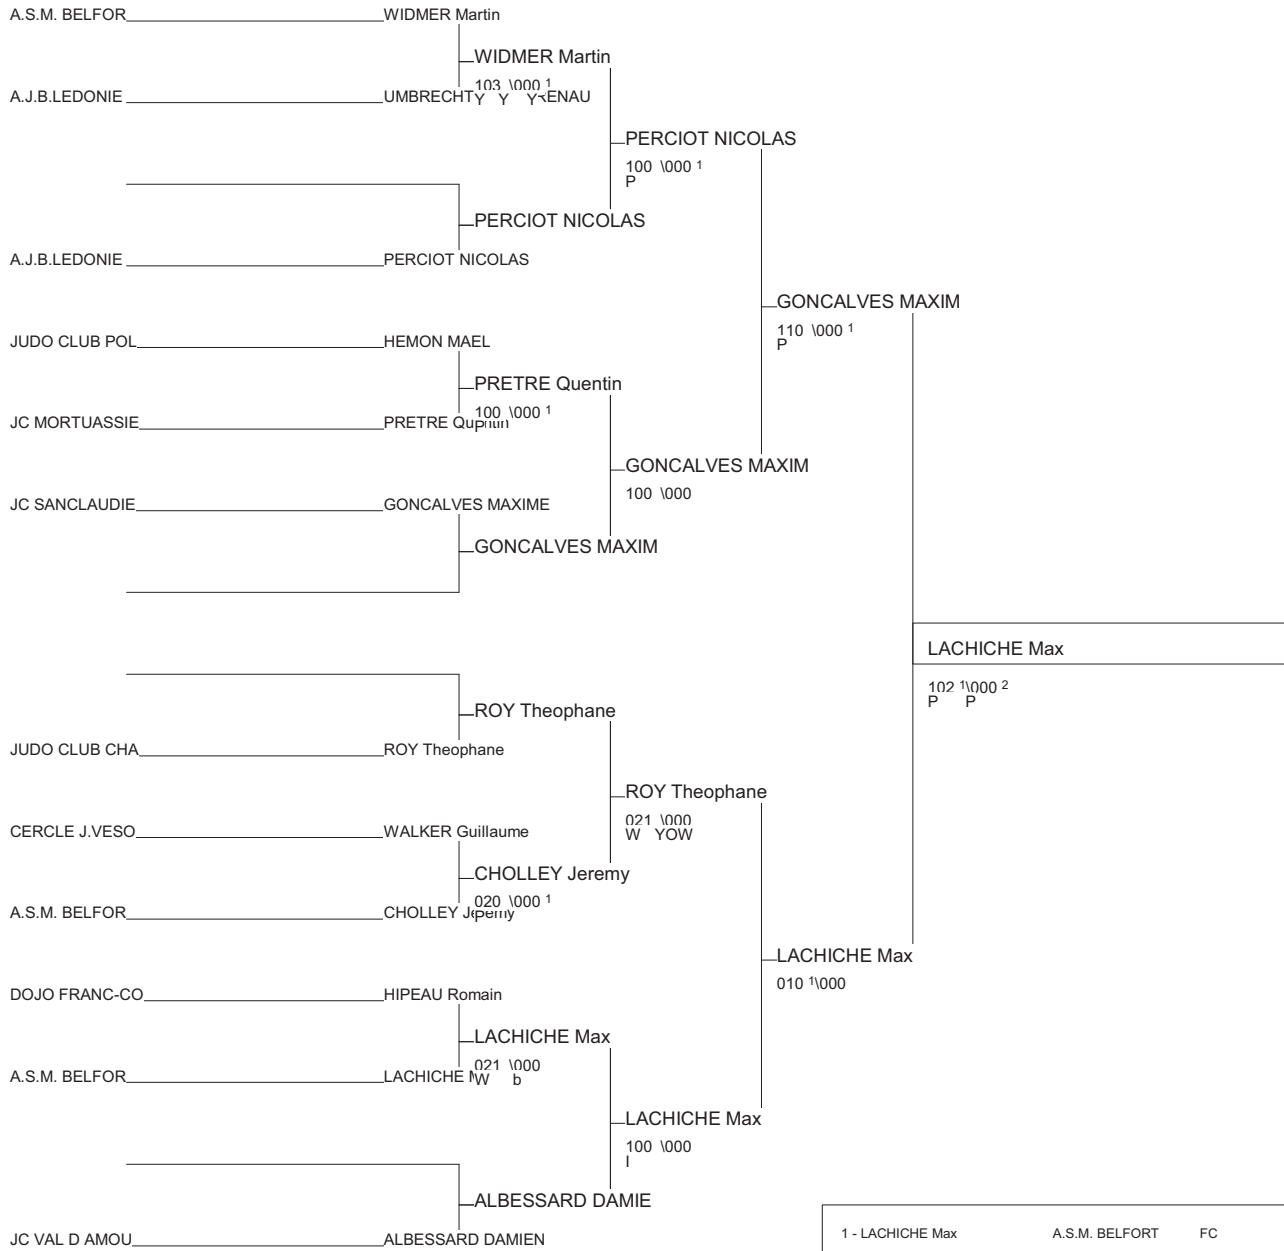 A.S.M. BELFOR WIDMER Martin
WIDMER Martin
103 \000 1
Y Y Y
A.J.B.LEDONIE UMBRECHT RENAU
PERCIOT NICOLAS
100 \000 1
P
PERCIOT NICOLAS
A.J.B.LEDONIE PERCIOT NICOLAS
GONCALVES MAXIM
110 \000 1
P
JUDO CLUB POL HEMON MAEL
PRETRE Quentin
100 \000 1
JC MORTUASSIE PRETRE Quentin
GONCALVES MAXIM
100 \000
JC SANCLAUDIE GONCALVES MAXIME
GONCALVES MAXIM
LACHICHE Max
102 1\000 2
P P
ROY Theophane
JUDO CLUB CHA ROY Theophane
ROY Theophane
021 \000
W YOW
CERCLE J.VESO WALKER Guillaume
CHOLLEY Jeremy
020 \000 1
A.S.M. BELFOR CHOLLEY Jeremy
LACHICHE Max
010 1\000
DOJO FRANC-CO HIPEAU Romain
LACHICHE Max
021 \000
W b
A.S.M. BELFOR LACHICHE
LACHICHE Max
100 \000
I
ALBESSARD DAMIE
JC VAL D AMOU ALBESSARD DAMIEN
1 - LACHICHE Max A.S.M. BELFORT FC